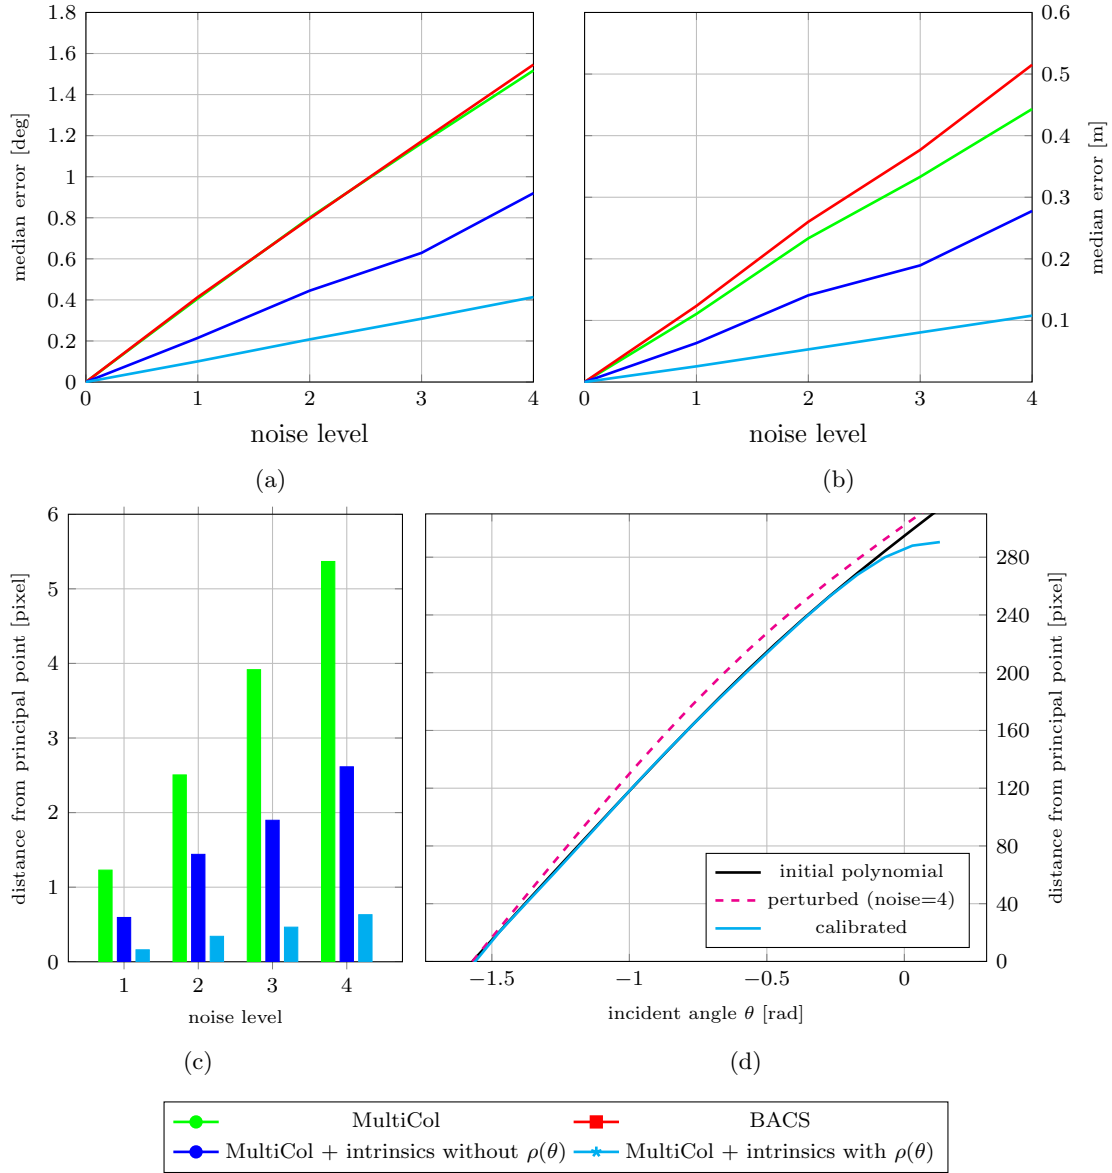 1.8
1.6
1.4
1.2
1
0.8
0.6
0.4
0.2
0
median error [deg]
0 1 2 3 4
noise level
(a)
0.6
0.5
0.4
0.3
0.2
0.1
median error [m]
0 1 2 3 4
noise level
(b)
6
5
4
3
2
1
0
distance from principal point [pixel]
1 2 3 4
noise level
(c)
280
240
200
160
120
80
40
0
distance from principal point [pixel]
initial polynomial
perturbed (noise=4)
calibrated
−1.5 −1 −0.5 0
incident angle θ [rad]
(d)
MultiCol BACS
MultiCol + intrinsics without ρ(θ) MultiCol + intrinsics with ρ(θ)